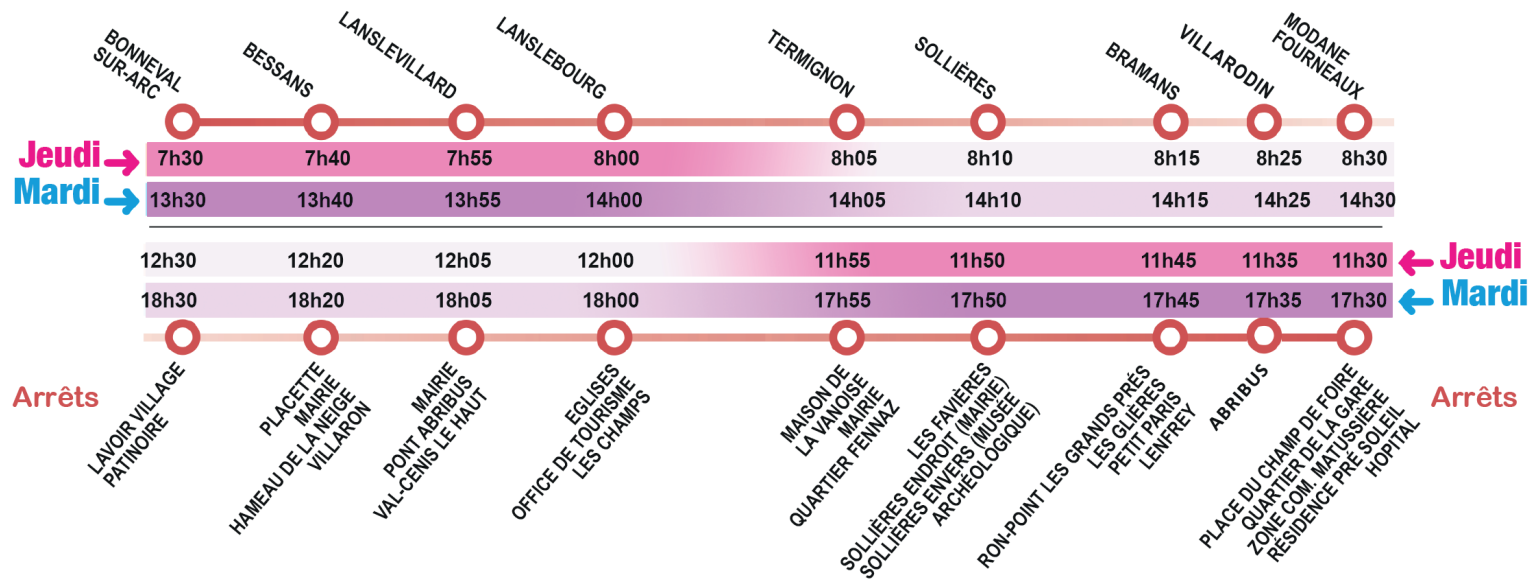 BONNEVAL
SUR-ARC
BESSANS
LANSLEVILLARD
LANSLEBOURG
TERMIGNON
SOLLIÈRES
BRAMANS
VILLARODIN
MODANE
FOURNEAUX
Jeudi 7h30 7h40 7h55 8h00 8h05 8h10 8h15 8h25 8h30
Mardi 13h30 13h40 13h55 14h00 14h05 14h10 14h15 14h25 14h30
12h30 12h20 12h05 12h00 11h55 11h50 11h45 11h35 11h30 Jeudi
18h30 18h20 18h05 18h00 17h55 17h50 17h45 17h35 17h30 Mardi
Arrêts
LAVOIR VILLAGE
PATINOIRE
PLACETTE
MAIRIE
HAMEAU DE LA NEIGE
VILLARON
MAIRIE
PONT ABRIBUS
VAL-CENIS LE HAUT
EGLISES
OFFICE DE TOURISME
LES CHAMPS
MAISON DE
LA VANOISE
MAIRIE
QUARTIER FENNAZ
LES FAVIÈRES
SOLLIÈRES ENDROIT (MAIRIE)
SOLLIÈRES ENVERS (MUSÉE
ARCHÉOLOGIQUE)
RON-POINT LES GRANDS PRÉS
LES GLIÈRES
PETIT PARIS
LENFREY
ABRIBUS
PLACE DU CHAMP DE FOIRE
QUARTIER DE LA GARE
ZONE COM. MATUSSIÈRE
RÉSIDENCE PRÉ SOLEIL
HOPITAL
Arrêts